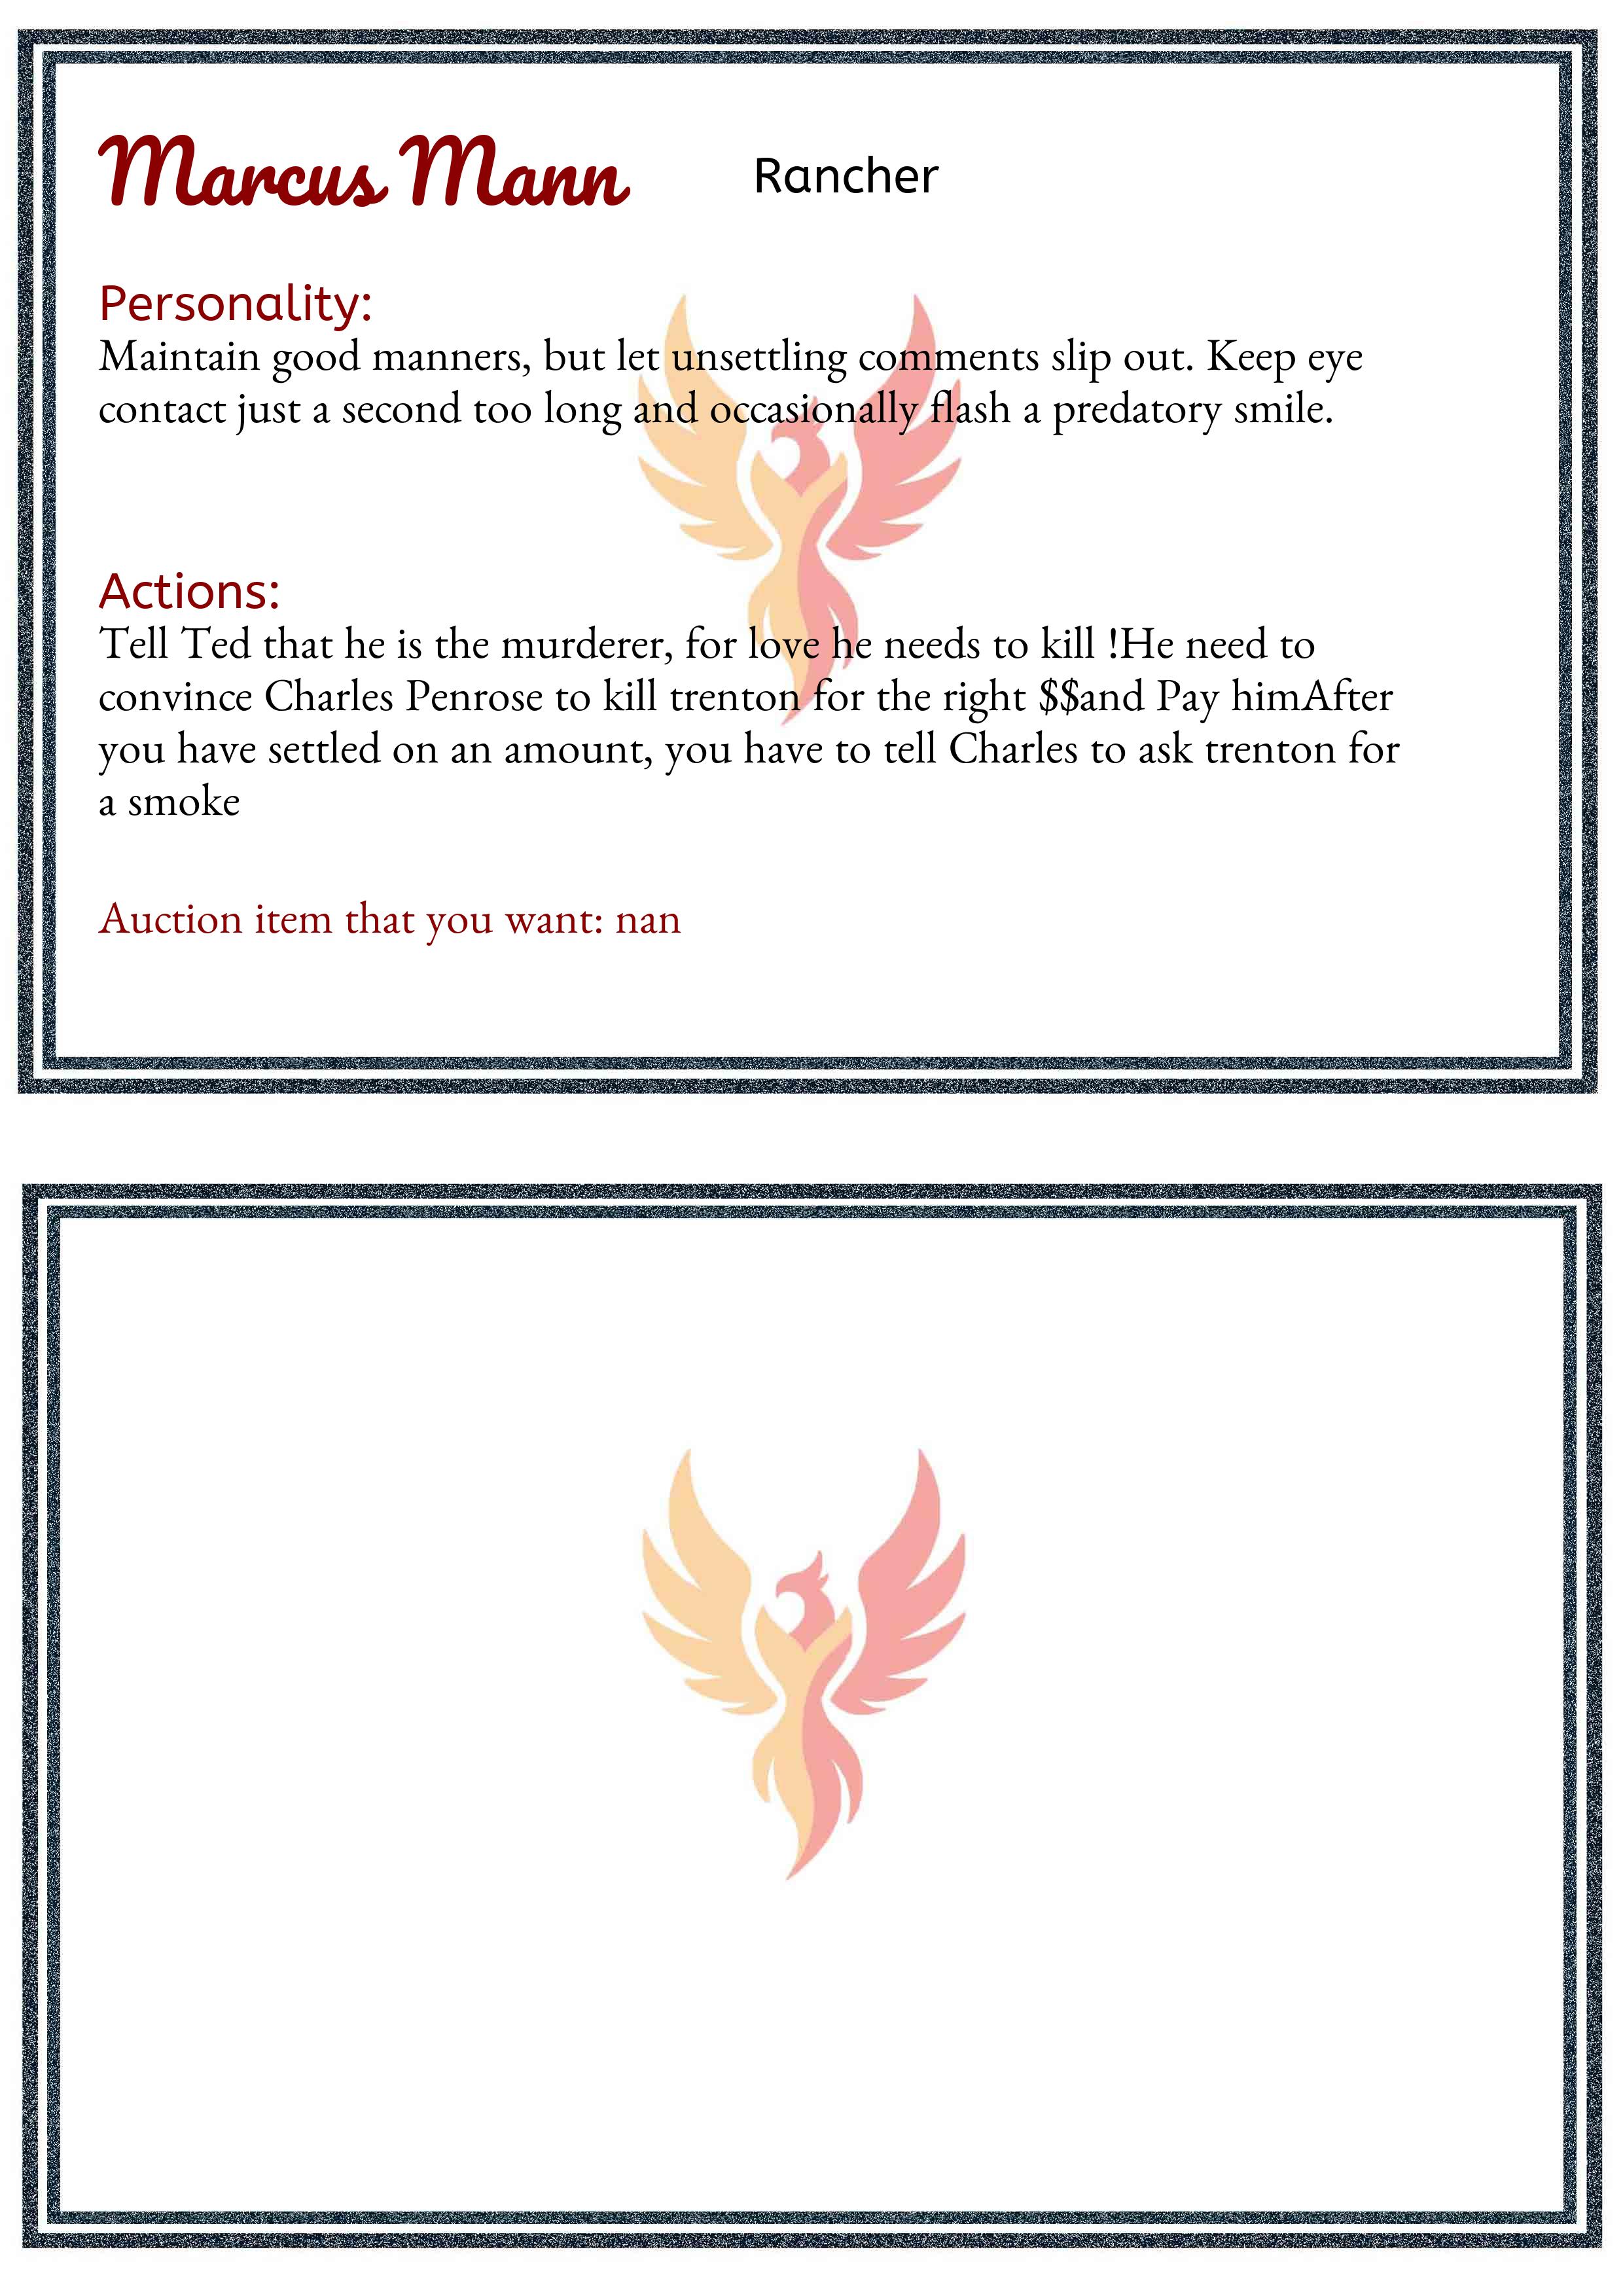 Marcus Mann Rancher
Personality:
Maintain good manners, but let unsettling comments slip out. Keep eye
contact just a second too long and occasionally flash a predatory smile.
Actions:
Tell Ted that he is the murderer, for love he needs to kill !He need to
convince Charles Penrose to kill trenton for the right $$and Pay himAfter
you have settled on an amount, you have to tell Charles to ask trenton for
a smoke
Auction item that you want: nan